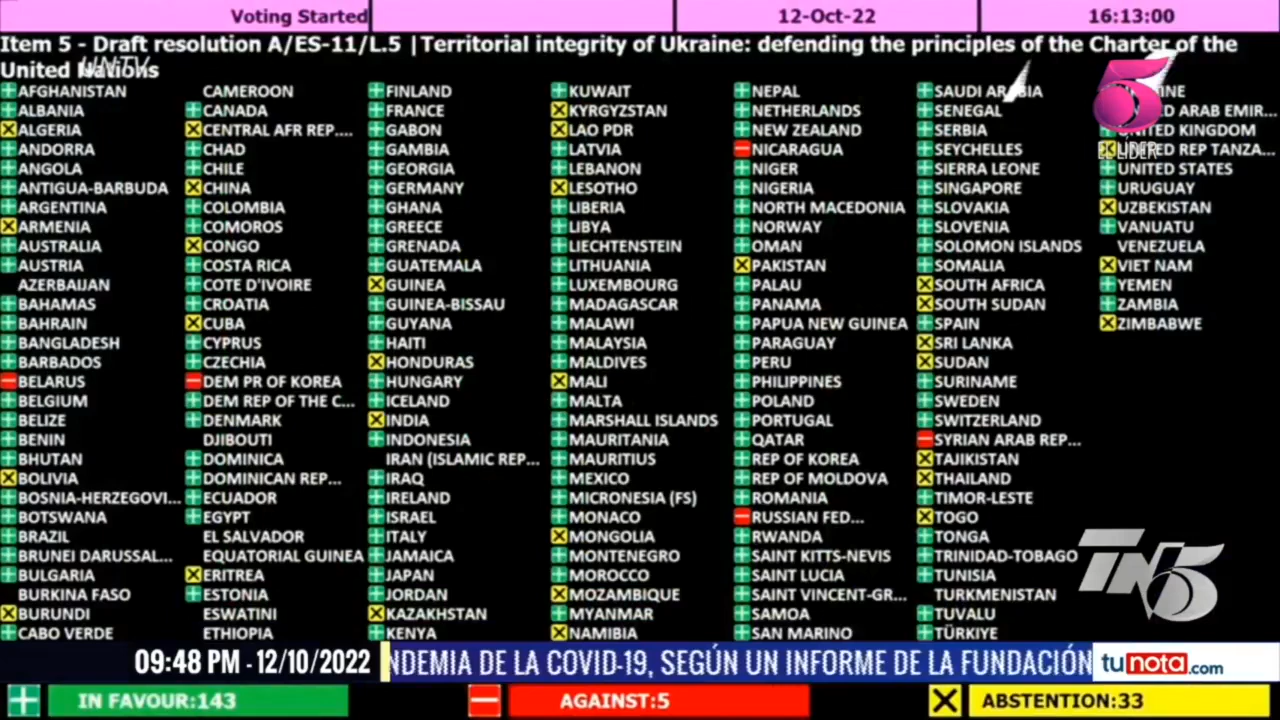 Voting Started
12-Oct-22
16:13:00
Item 5 - Draft resolution A/ES-11/L.5 |Territorial integrity of Ukraine: defending the principles of the Charter of the
United Nations
UNTV
AFGHANISTAN
ALBANIA
ALGERIA
ANDORRA
ANGOLA
ANTIGUA-BARBUDA
ARGENTINA
ARMENIA
AUSTRALIA
AUSTRIA
AZERBAIJAN
BAHAMAS
BAHRAIN
BANGLADESH
BARBADOS
BELARUS
BELGIUM
BELIZE
BENIN
BHUTAN
BOLIVIA
BOSNIA-HERZEGOVI...
BOTSWANA
BRAZIL
BRUNEI DARUSSAL...
BULGARIA
BURKINA FASO
BURUNDI
CABO VERDE
CAMEROON
CANADA
CENTRAL AFR REP....
CHAD
CHILE
CHINA
COLOMBIA
COMOROS
CONGO
COSTA RICA
COTE D'IVOIRE
CROATIA
CUBA
CYPRUS
CZECHIA
DEM PR OF KOREA
DEM REP OF THE C...
DENMARK
DJIBOUTI
DOMINICA
DOMINICAN REP...
ECUADOR
EGYPT
EL SALVADOR
EQUATORIAL GUINEA
ERITREA
ESTONIA
ESWATINI
ETHIOPIA
FINLAND
FRANCE
GABON
GAMBIA
GEORGIA
GERMANY
GHANA
GREECE
GRENADA
GUATEMALA
GUINEA
GUINEA-BISSAU
GUYANA
HAITI
HONDURAS
HUNGARY
ICELAND
INDIA
INDONESIA
IRAN (ISLAMIC REP...
IRAQ
IRELAND
ISRAEL
ITALY
JAMAICA
JAPAN
JORDAN
KAZAKHSTAN
KENYA
KUWAIT
KYRGYZSTAN
LAO PDR
LATVIA
LEBANON
LESOTHO
LIBERIA
LIBYA
LIECHTENSTEIN
LITHUANIA
LUXEMBOURG
MADAGASCAR
MALAWI
MALAYSIA
MALDIVES
MALI
MALTA
MARSHALL ISLANDS
MAURITANIA
MAURITIUS
MEXICO
MICRONESIA (FS)
MONACO
MONGOLIA
MONTENEGRO
MOROCCO
MOZAMBIQUE
MYANMAR
NAMIBIA
NEPAL
NETHERLANDS
NEW ZEALAND
NICARAGUA
NIGER
NIGERIA
NORTH MACEDONIA
NORWAY
OMAN
PAKISTAN
PALAU
PANAMA
PAPUA NEW GUINEA
PARAGUAY
PERU
PHILIPPINES
POLAND
PORTUGAL
QATAR
REP OF KOREA
REP OF MOLDOVA
ROMANIA
RUSSIAN FED...
RWANDA
SAINT KITTS-NEVIS
SAINT LUCIA
SAINT VINCENT-GR...
SAMOA
SAN MARINO
SAUDI ARABIA
SENEGAL
SERBIA
SEYCHELLES
SIERRA LEONE
SINGAPORE
SLOVAKIA
SLOVENIA
SOLOMON ISLANDS
SOMALIA
SOUTH AFRICA
SOUTH SUDAN
SPAIN
SRI LANKA
SUDAN
SURINAME
SWEDEN
SWITZERLAND
SYRIAN ARAB REP...
TAJIKISTAN
THAILAND
TIMOR-LESTE
TOGO
TONGA
TRINIDAD-TOBAGO
TUNISIA
TURKMENISTAN
TUVALU
TÜRKIYE
ARAB EMIR...
UNITED KINGDOM
REP TANZA...
UNITED STATES
URUGUAY
UZBEKISTAN
VANUATU
VENEZUELA
VIET NAM
YEMEN
ZAMBIA
ZIMBABWE
5
EL LÍDER
TN5
09:48 PM - 12/10/2022
NDEMIA DE LA COVID-19, SEGÚN UN INFORME DE LA FUNDACIÓN
tunota.com
IN FAVOUR:143
AGAINST:5
ABSTENTION:33